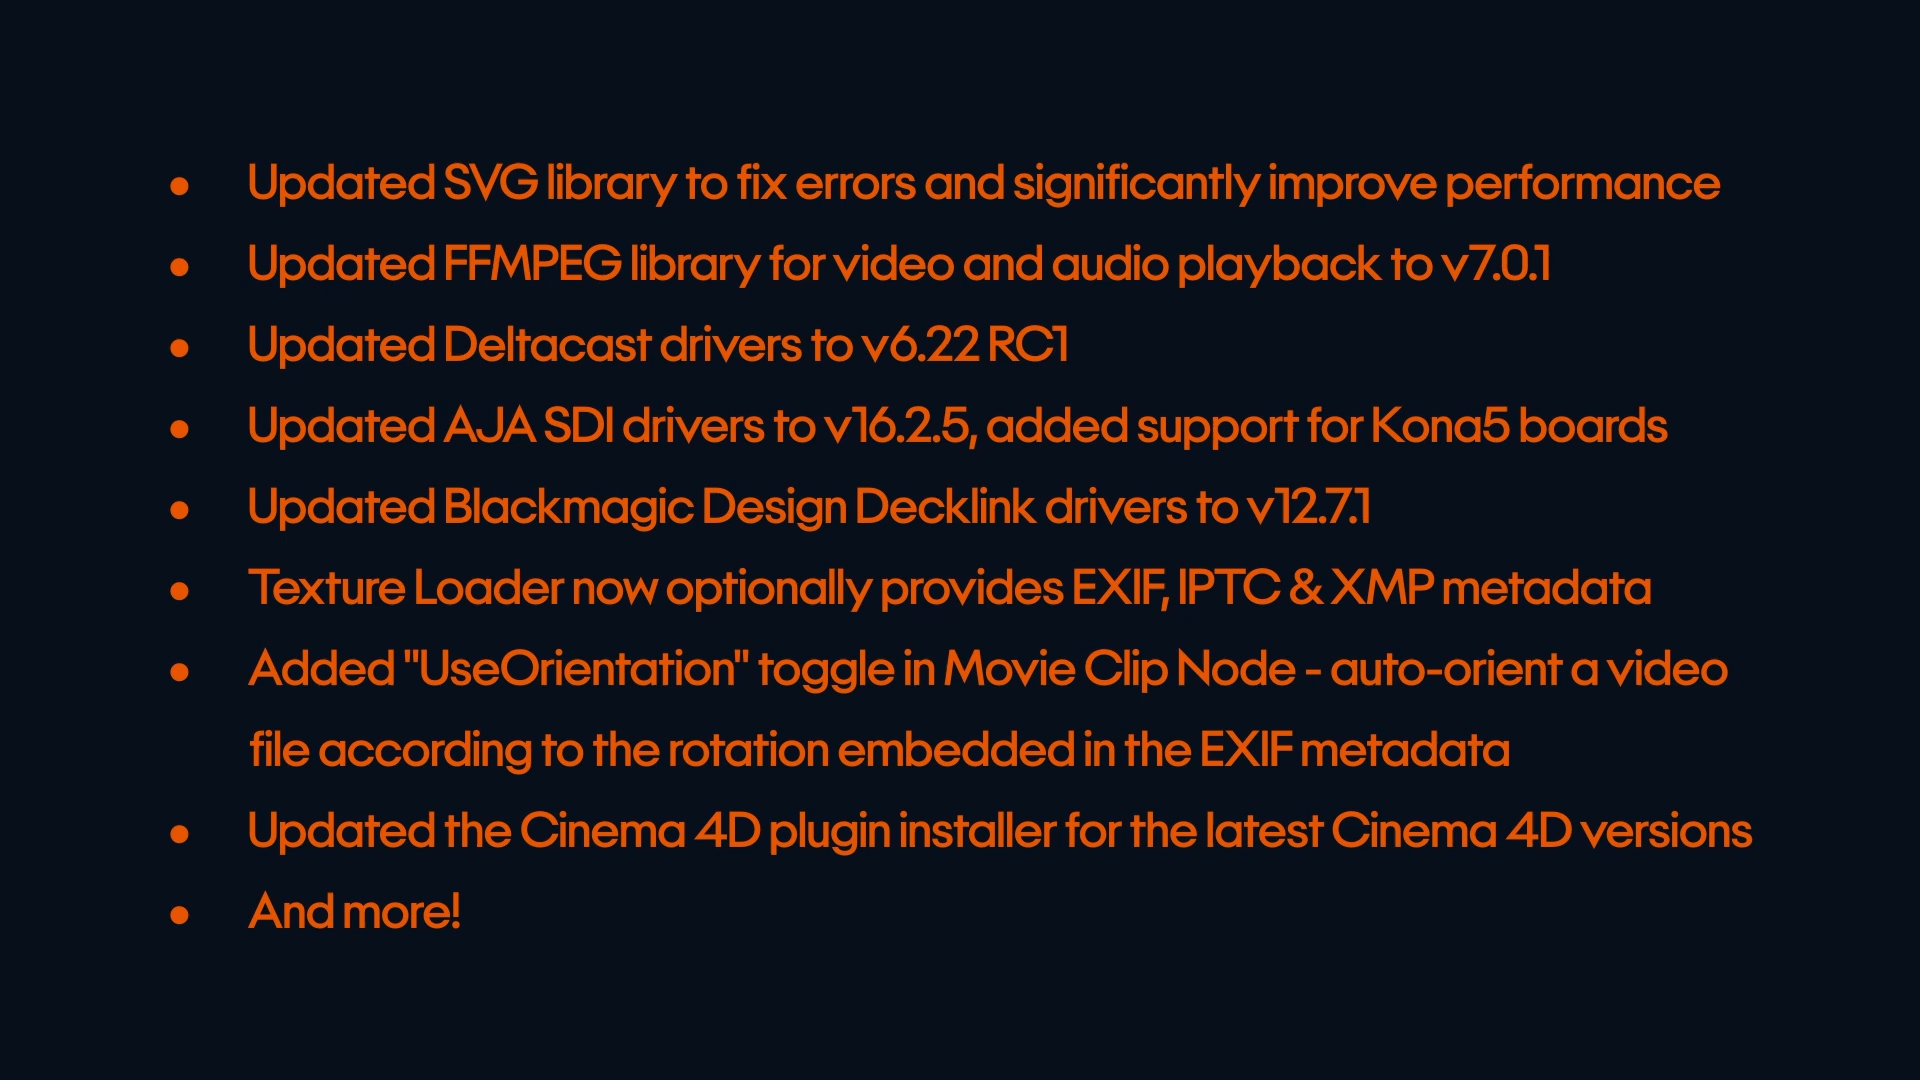 • Updated SVG library to fix errors and significantly improve performance
• Updated FFMPEG library for video and audio playback to v7.0.1
• Updated Deltacast drivers to v6.22 RC1
• Updated AJA SDI drivers to v16.2.5, added support for Kona5 boards
• Updated Blackmagic Design Decklink drivers to v12.7.1
• Texture Loader now optionally provides EXIF, IPTC & XMP metadata
• Added "UseOrientation" toggle in Movie Clip Node - auto-orient a video
file according to the rotation embedded in the EXIF metadata
• Updated the Cinema 4D plugin installer for the latest Cinema 4D versions
• And more!